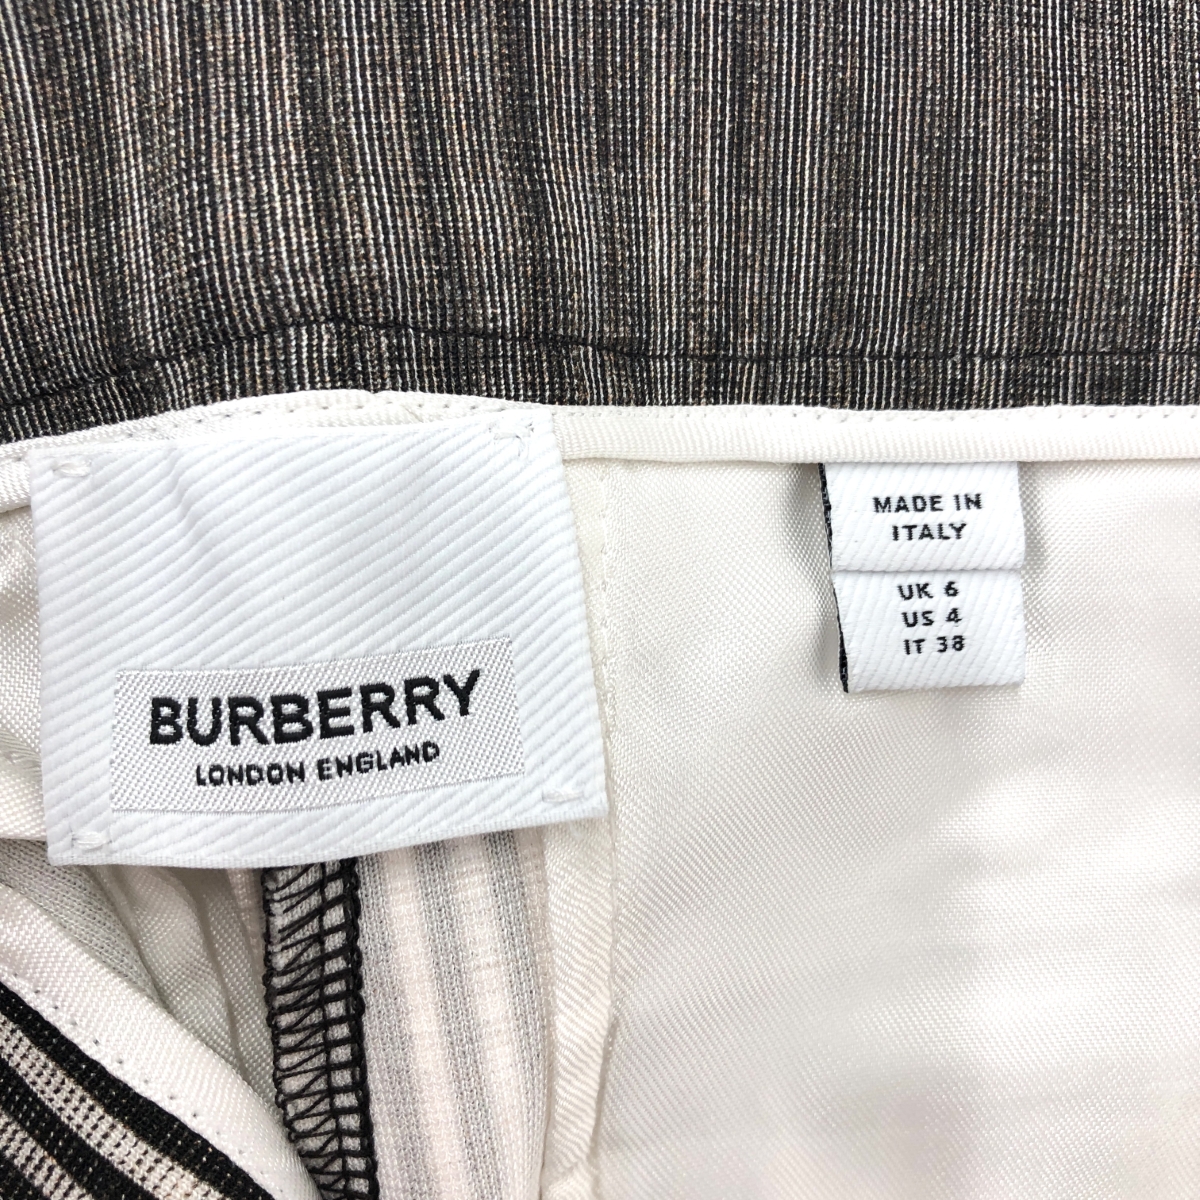 BURBERRY
LONDON ENGLAND
MADE IN
ITALY
UK 6
US 4
IT 38